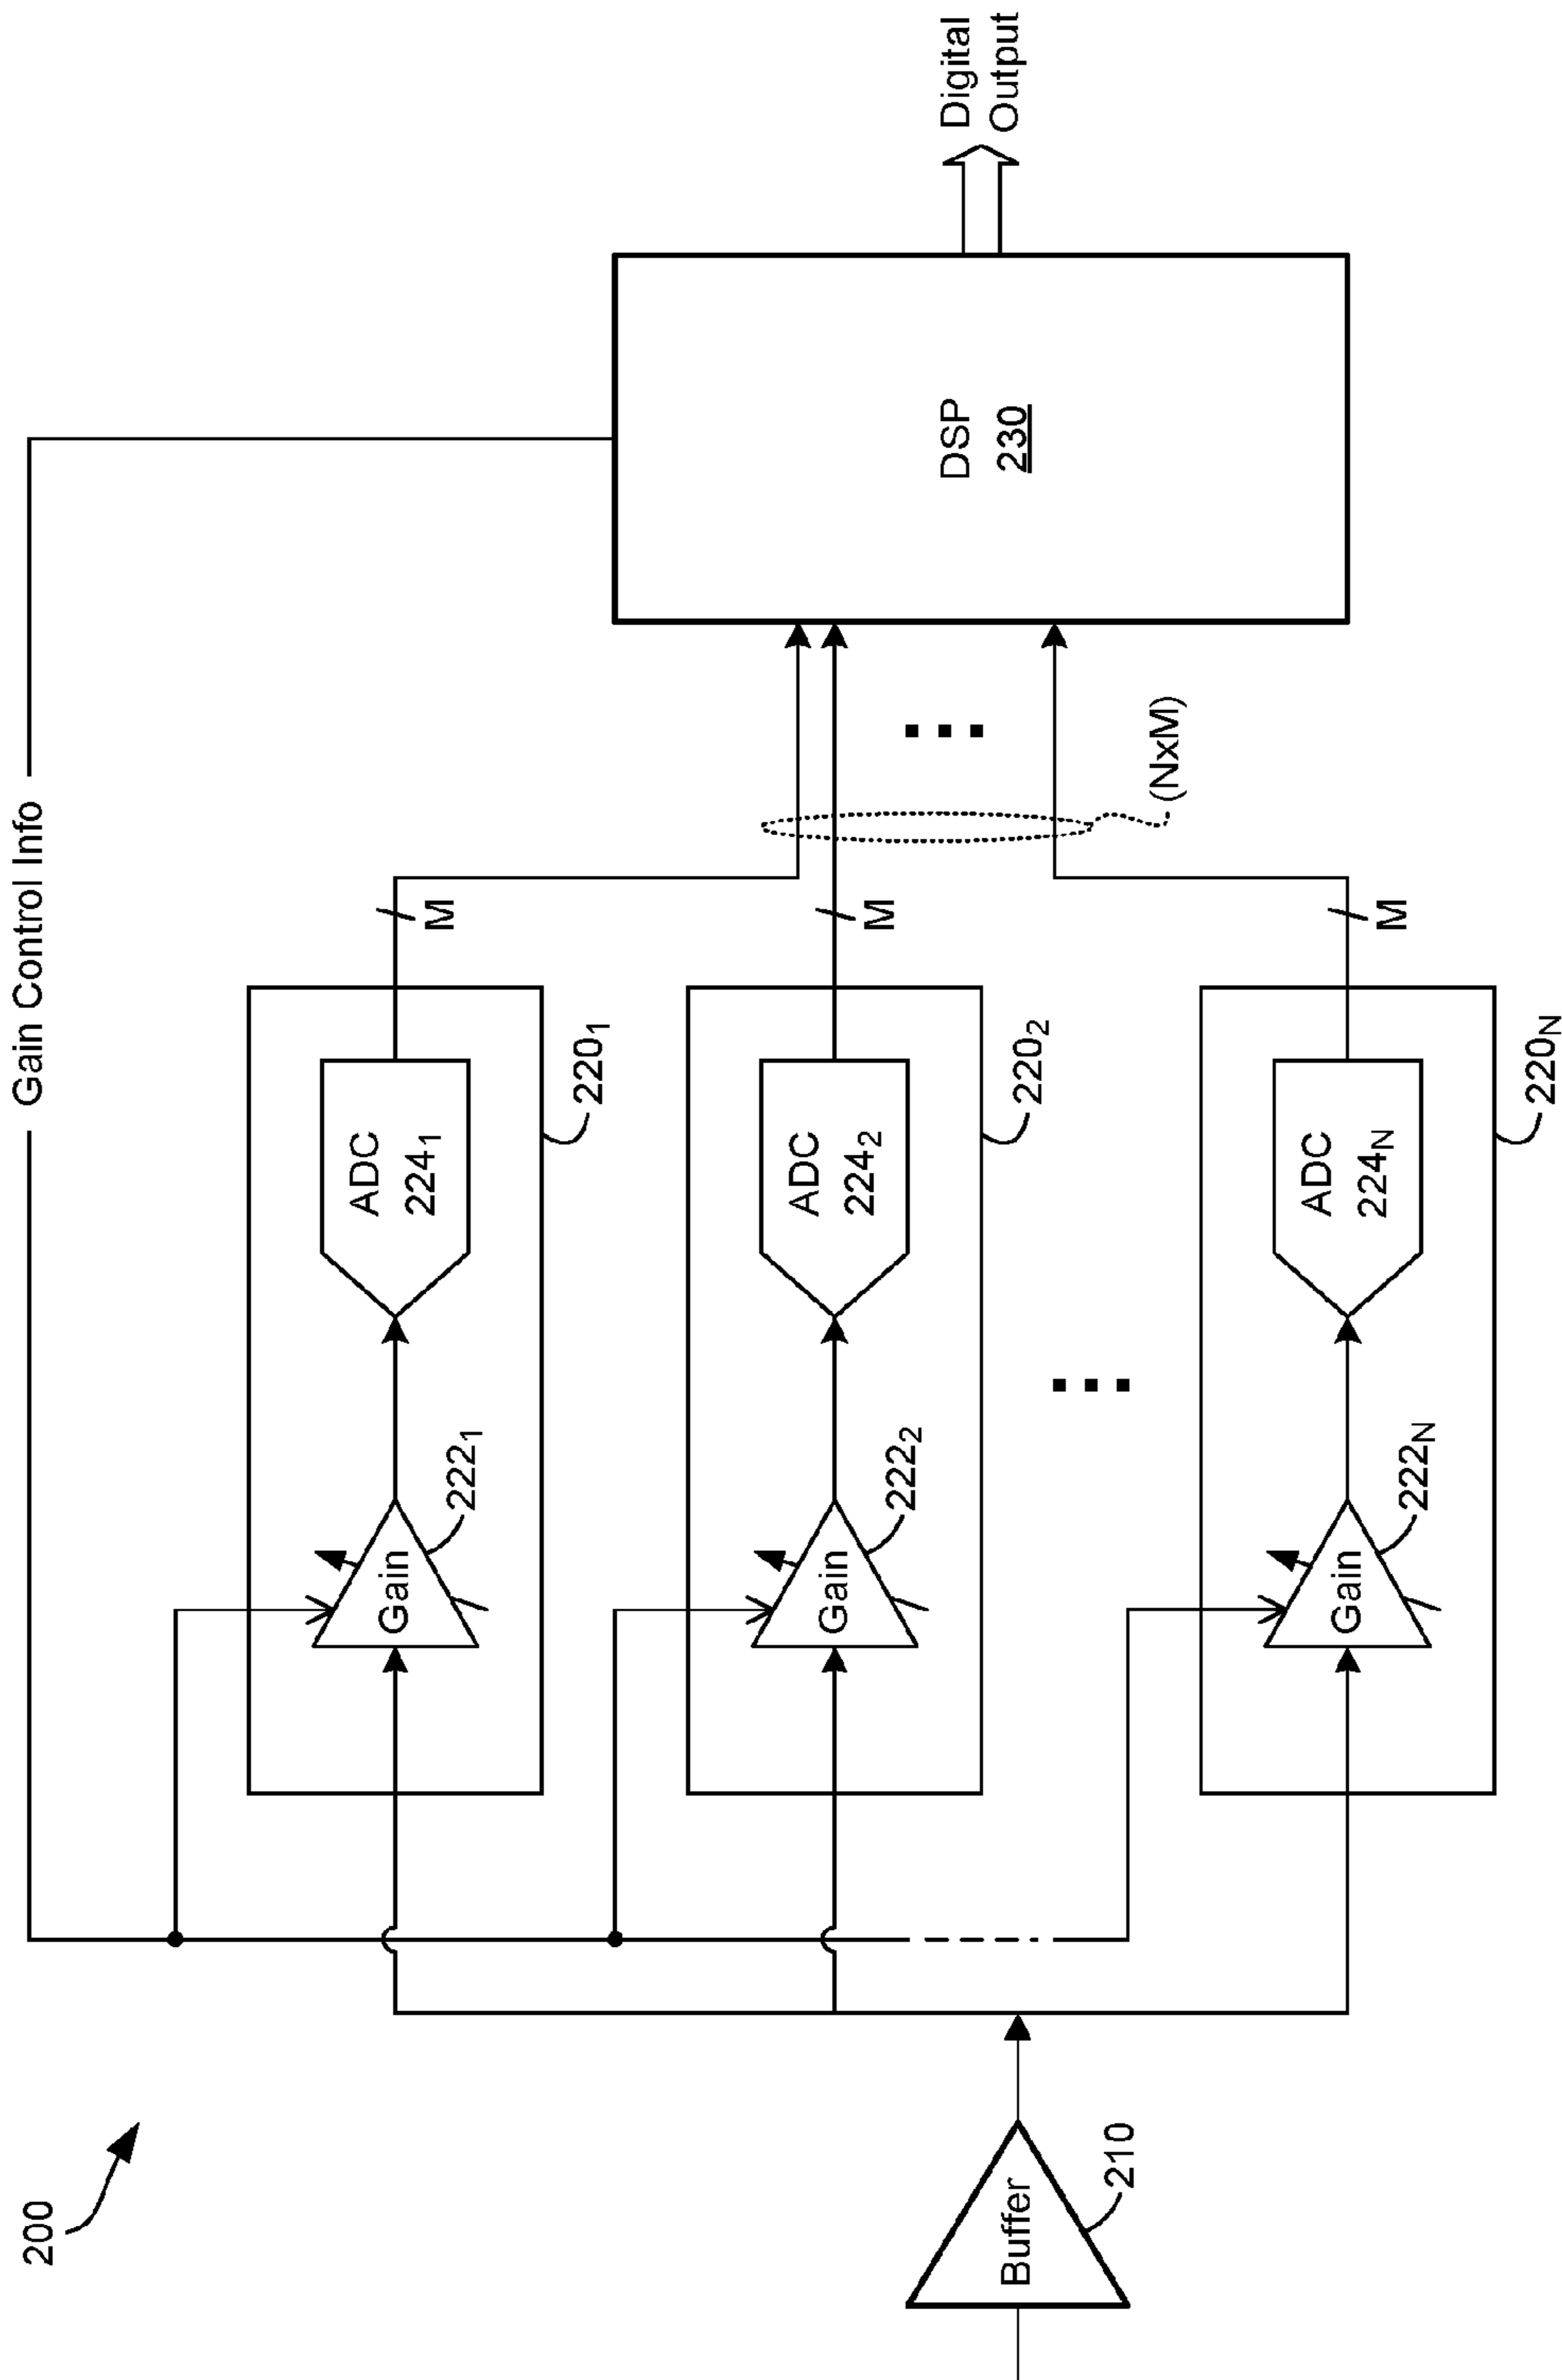 200
Gain Control Info
Buffer
210
Gain
222₁
ADC
224₁
220₁
M
Gain
222₂
ADC
224₂
220₂
M
Gain
222N
ADC
224N
220N
M
(NxM)
DSP
230
Digital
Output